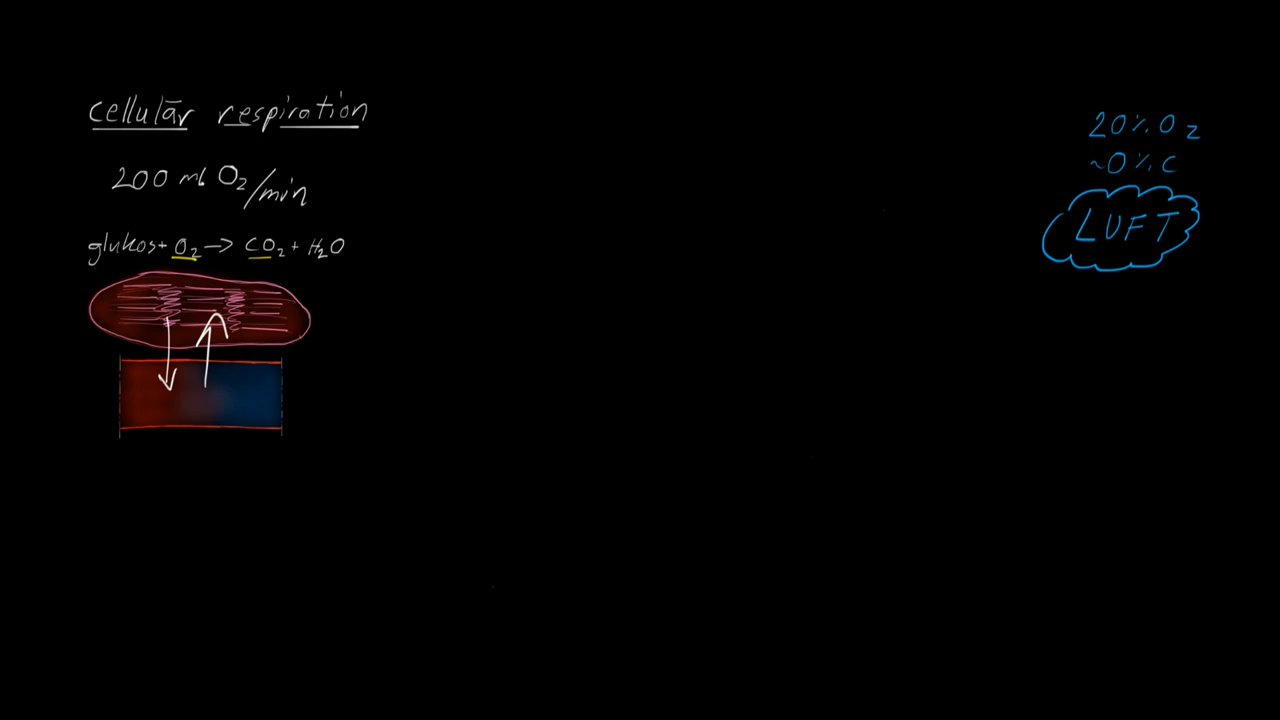 cellulär respiration
200 ml O₂/min
glukos + O₂ → CO₂ + H₂O
20% O₂
~0% C
LUFT